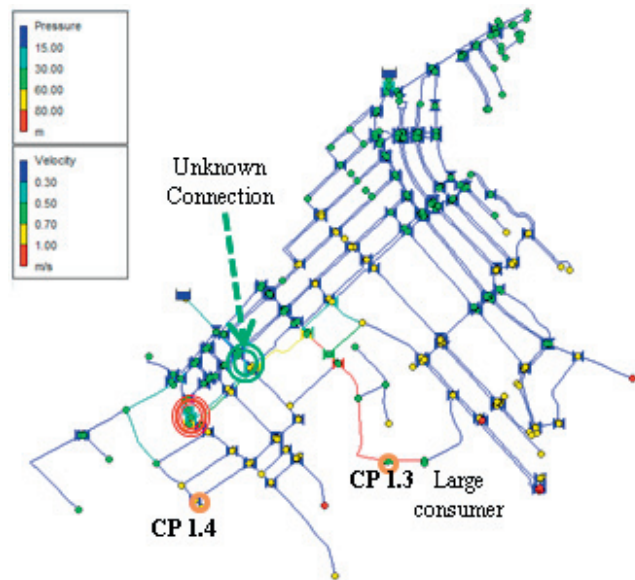 Pressure
15.00
30.00
60.00
80.00
m
Velocity
0.30
0.50
0.70
1.00
m/s
Unknown
Connection
CP 1.3
Large
consumer
CP 1.4